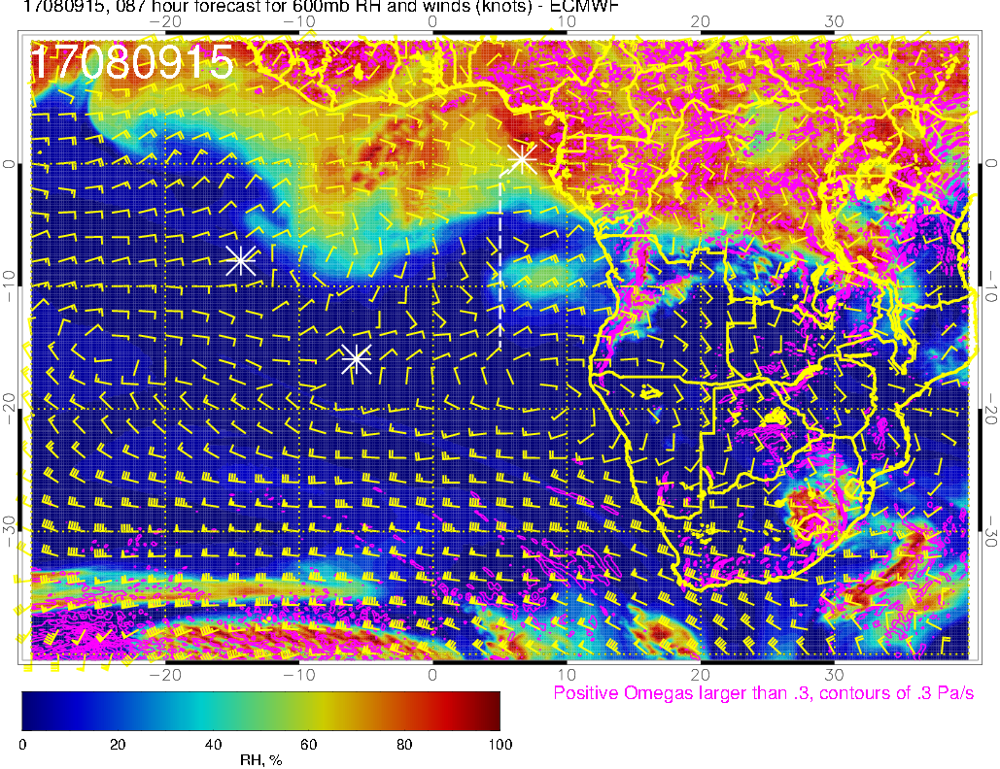 17080915, 087 hour forecast for 600mb RH and winds (knots) - ECMWF
−20 −10 0 10 20 30
17080915
0 0
−10 −10
−20 −20
−30 −30
−20 −10 0 10 20 30
Positive Omegas larger than .3, contours of .3 Pa/s
0 20 40 60 80 100
RH, %